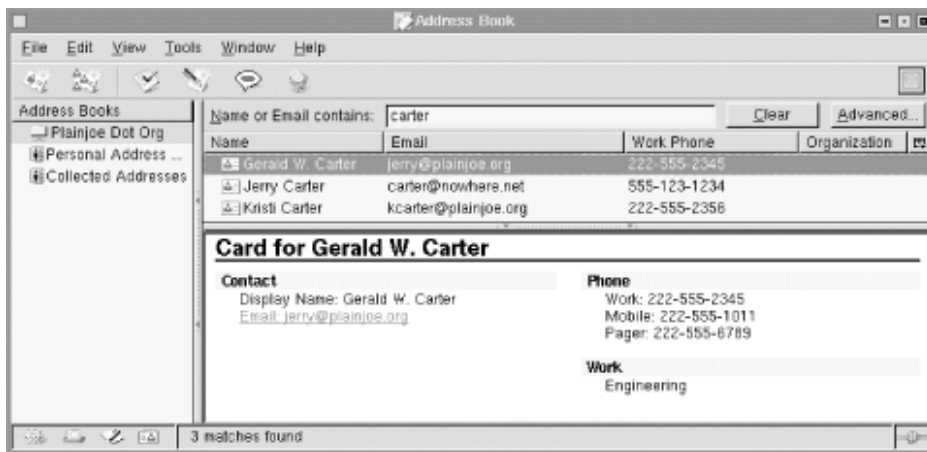 Address Book
File Edit View Tools Window Help
Address Books
Plainjoe Dot Org
Personal Address ...
Collected Addresses
Name or Email contains: carter Clear Advanced...
Name Email Work Phone Organization
Gerald W. Carter jerry@plainjoe.org 222-555-2345
Jerry Carter carter@nowhere.net 555-123-1234
Kristi Carter kcarter@plainjoe.org 222-555-2356
Card for Gerald W. Carter
Contact
Display Name: Gerald W. Carter
Email: jerry@plainjoe.org
Phone
Work: 222-555-2345
Mobile: 222-555-1011
Pager: 222-555-6789
Work
Engineering
3 matches found